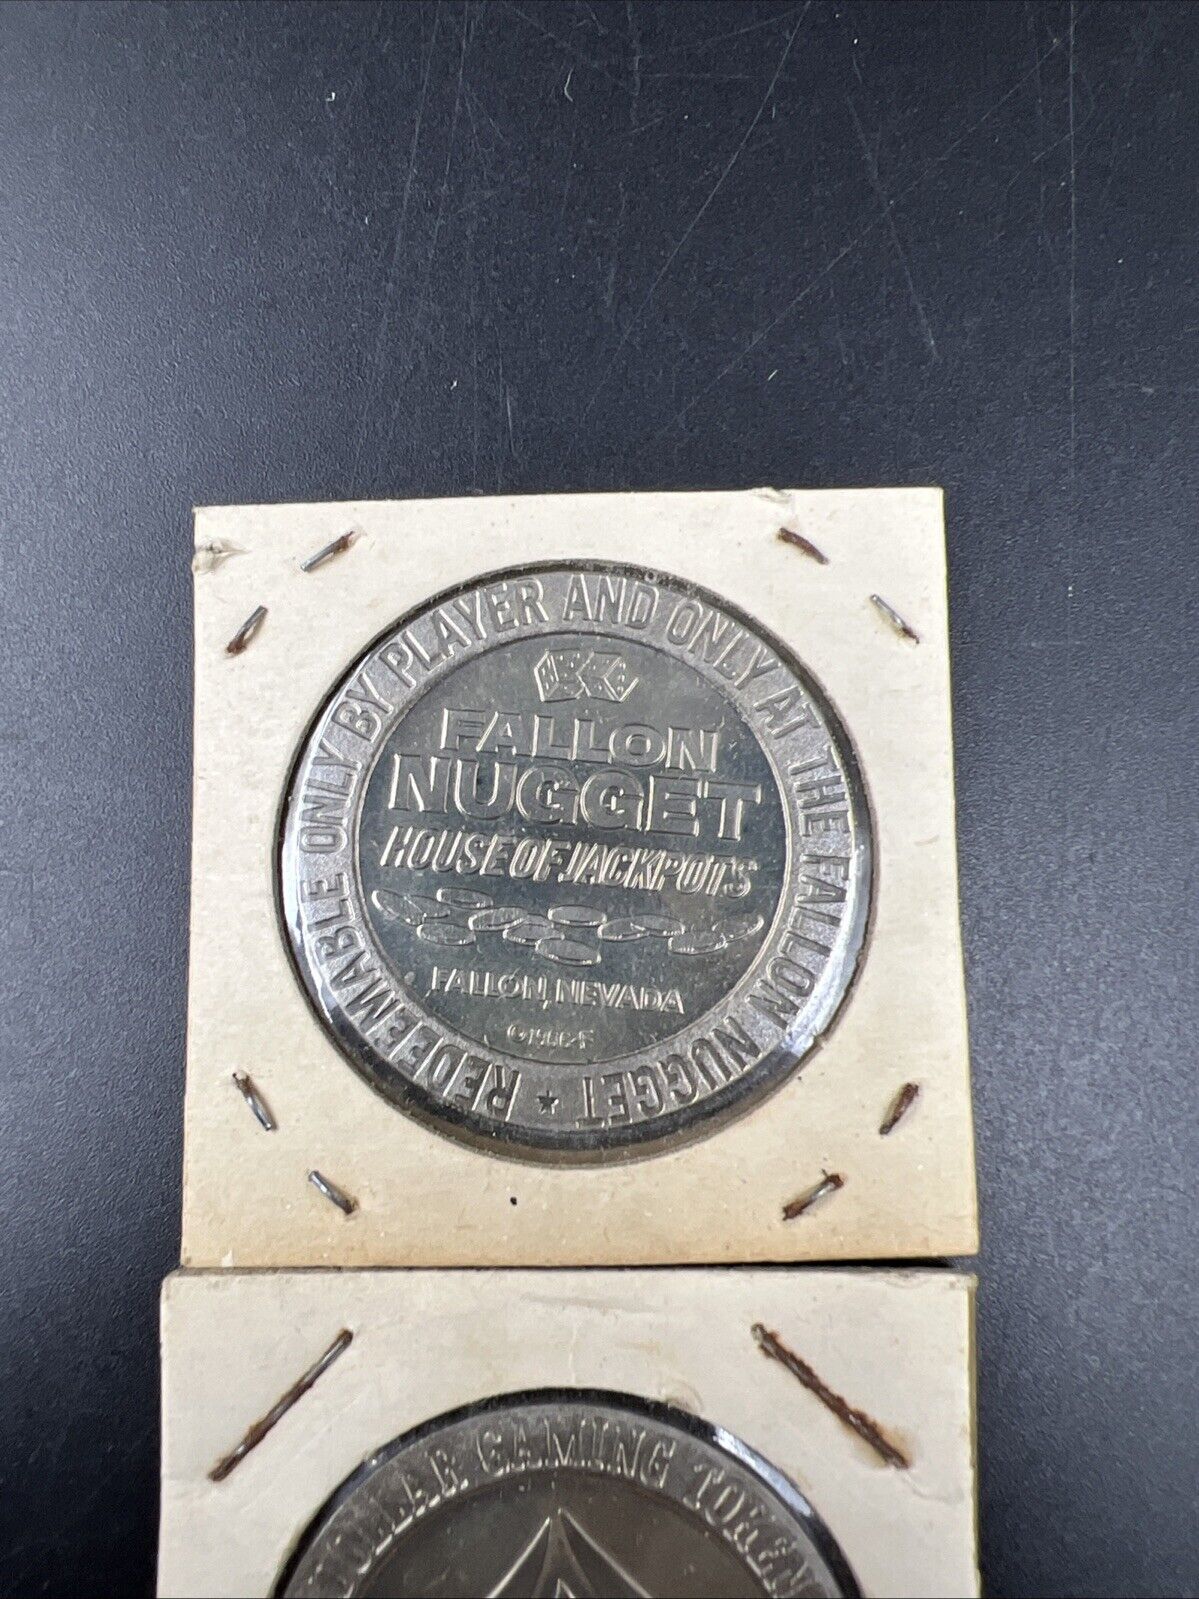 REDEEMABLE ONLY BY PLAYER AND ONLY AT THE FALLON NUGGET ★
FALLON
NUGGET
HOUSE OF JACKPOTS
FALLON, NEVADA
DOLLAR GAMING TOKEN